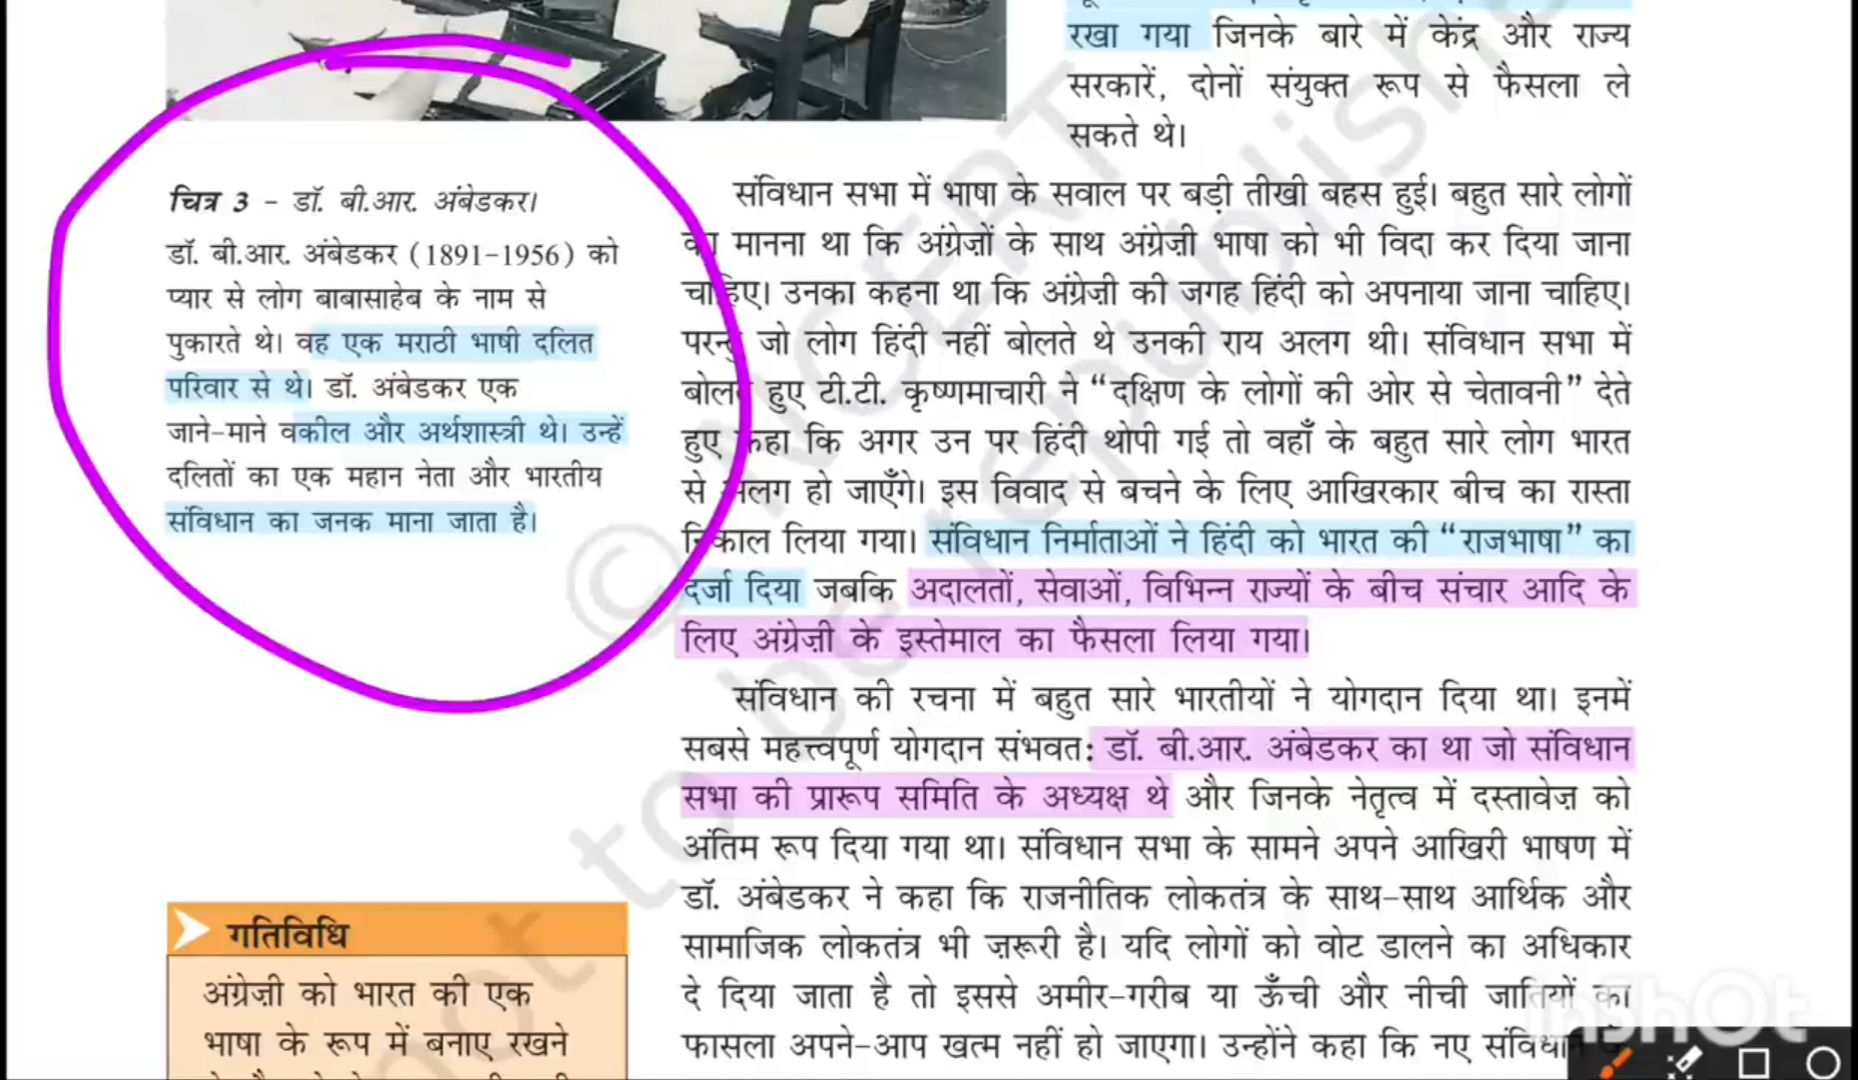 रखा गया जिनके बारे में केंद्र और राज्य
सरकारें, दोनों संयुक्त रूप से फैसला ले
सकते थे।
चित्र 3 - डॉ. बी.आर. अंबेडकर।
डॉ. बी.आर. अंबेडकर (1891-1956) को
प्यार से लोग बाबासाहेब के नाम से
पुकारते थे। वह एक मराठी भाषी दलित
परिवार से थे। डॉ. अंबेडकर एक
जाने-माने वकील और अर्थशास्त्री थे। उन्हें
दलितों का एक महान नेता और भारतीय
संविधान का जनक माना जाता है।
संविधान सभा में भाषा के सवाल पर बड़ी तीखी बहस हुई। बहुत सारे लोगों
का मानना था कि अंग्रेज़ों के साथ अंग्रेज़ी भाषा को भी विदा कर दिया जाना
चाहिए। उनका कहना था कि अंग्रेज़ी की जगह हिंदी को अपनाया जाना चाहिए।
परन्तु जो लोग हिंदी नहीं बोलते थे उनकी राय अलग थी। संविधान सभा में
बोलते हुए टी.टी. कृष्णमाचारी ने “दक्षिण के लोगों की ओर से चेतावनी” देते
हुए कहा कि अगर उन पर हिंदी थोपी गई तो वहाँ के बहुत सारे लोग भारत
से अलग हो जाएँगे। इस विवाद से बचने के लिए आखिरकार बीच का रास्ता
निकाल लिया गया। संविधान निर्माताओं ने हिंदी को भारत की “राजभाषा” का
दर्जा दिया जबकि अदालतों, सेवाओं, विभिन्न राज्यों के बीच संचार आदि के
लिए अंग्रेज़ी के इस्तेमाल का फैसला लिया गया।
संविधान की रचना में बहुत सारे भारतीयों ने योगदान दिया था। इनमें
सबसे महत्त्वपूर्ण योगदान संभवत: डॉ. बी.आर. अंबेडकर का था जो संविधान
सभा की प्रारूप समिति के अध्यक्ष थे और जिनके नेतृत्व में दस्तावेज़ को
अंतिम रूप दिया गया था। संविधान सभा के सामने अपने आखिरी भाषण में
डॉ. अंबेडकर ने कहा कि राजनीतिक लोकतंत्र के साथ-साथ आर्थिक और
सामाजिक लोकतंत्र भी ज़रूरी है। यदि लोगों को वोट डालने का अधिकार
दे दिया जाता है तो इससे अमीर-गरीब या ऊँची और नीची जातियों का
फासला अपने-आप खत्म नहीं हो जाएगा। उन्होंने कहा कि नए संविधान
गतिविधि
अंग्रेज़ी को भारत की एक
भाषा के रूप में बनाए रखने
© NCERT
not to be republished
InShOt